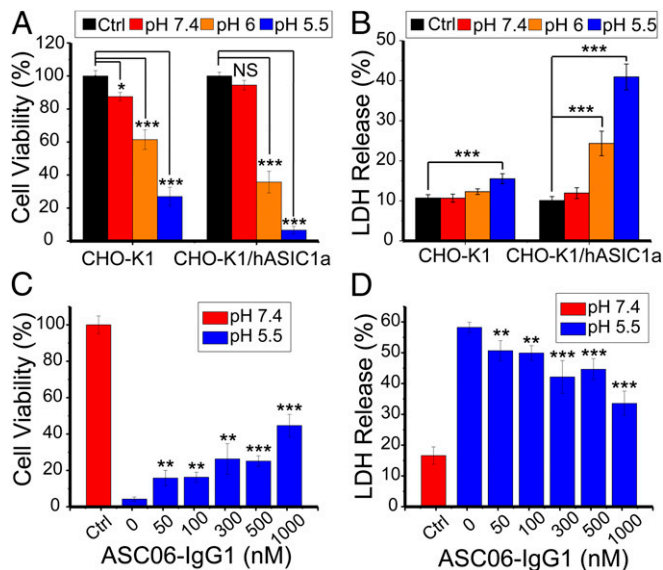 A
Ctrl pH 7.4 pH 6 pH 5.5
Cell Viability (%)
120
100
80
60
40
20
0
*
***
***
NS
***
***
CHO-K1 CHO-K1/hASIC1a
B
Ctrl pH 7.4 pH 6 pH 5.5
LDH Release (%)
50
40
30
20
10
0
***
***
***
CHO-K1 CHO-K1/hASIC1a
C
pH 7.4
pH 5.5
Cell Viability (%)
100
80
60
40
20
0
** ** ** *** ***
Ctrl 0 50 100 300 500 1000
ASC06-IgG1 (nM)
D
pH 7.4
pH 5.5
LDH Release (%)
60
50
40
30
20
10
0
** ** *** *** ***
Ctrl 0 50 100 300 500 1000
ASC06-IgG1 (nM)